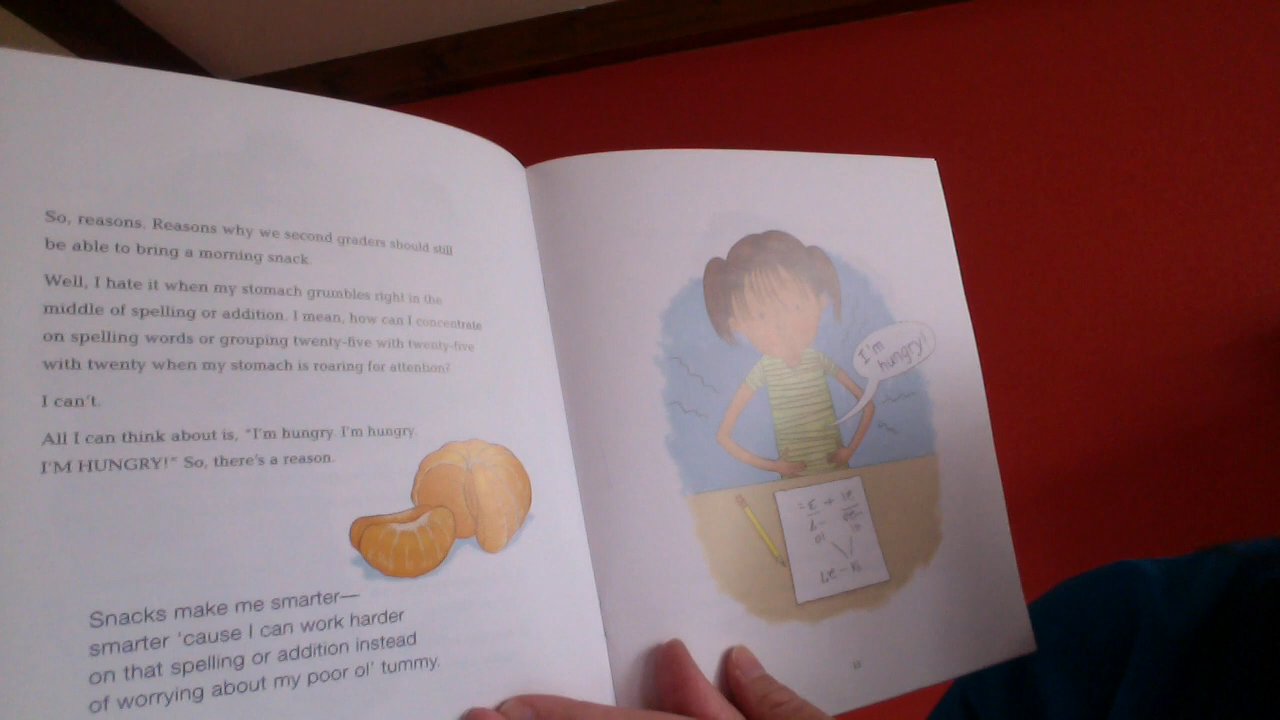 So, reasons. Reasons why we second graders should still
be able to bring a morning snack.
Well, I hate it when my stomach grumbles right in the
middle of spelling or addition. I mean, how can I concentrate
on spelling words or grouping twenty-five with twenty-five
with twenty when my stomach is roaring for attention?
I can't.
All I can think about is, "I'm hungry. I'm hungry.
I'M HUNGRY!" So, there's a reason.
Snacks make me smarter—
smarter 'cause I can work harder
on that spelling or addition instead
of worrying about my poor ol' tummy.
I'm
hungry!